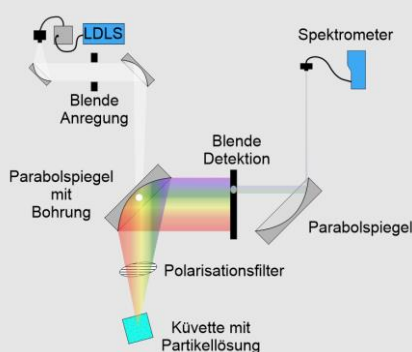 LDLS
Spektrometer
Blende
Anregung
Blende
Detektion
Parabolspiegel
mit
Bohrung
Parabolspiegel
Polarisationsfilter
Küvette mit
Partikellösung